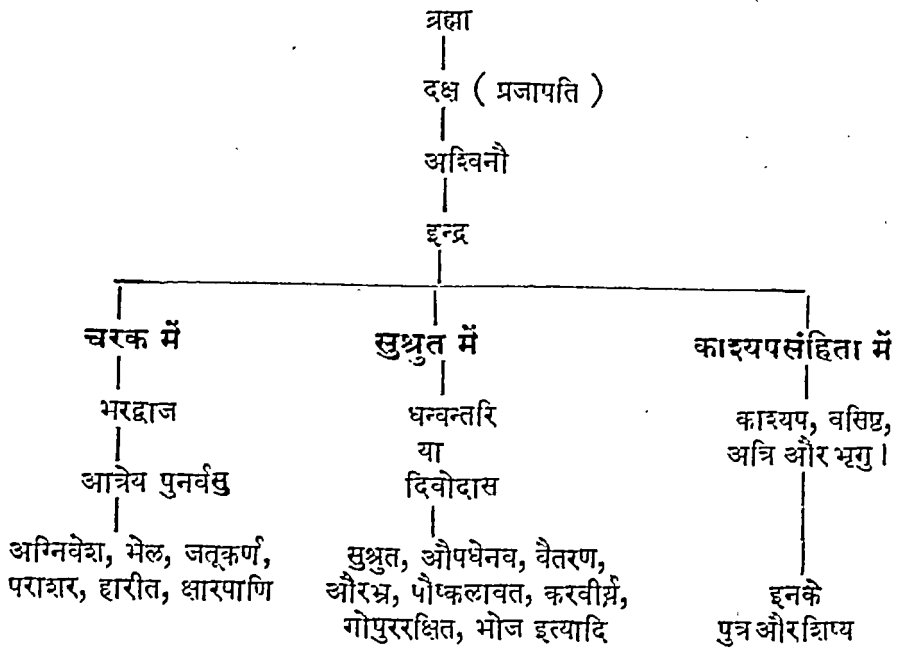 ब्रह्मा
दक्ष ( प्रजापति )
अश्विनौ
इन्द्र
चरक में
भरद्वाज
आत्रेय पुनर्वसु
अग्निवेश, भेल, जतूकर्ण,
पराशर, हारीत, क्षारपाणि
सुश्रुत में
धन्वन्तरि
या
दिवोदास
सुश्रुत, औपधेनव, वैतरण,
औरभ्र, पौष्कलावत, करवीर्य,
गोपुररक्षित, भोज इत्यादि
काश्यपसंहिता में
काश्यप, वसिष्ठ,
अत्रि और भृगु ।
इनके
पुत्र और शिष्य